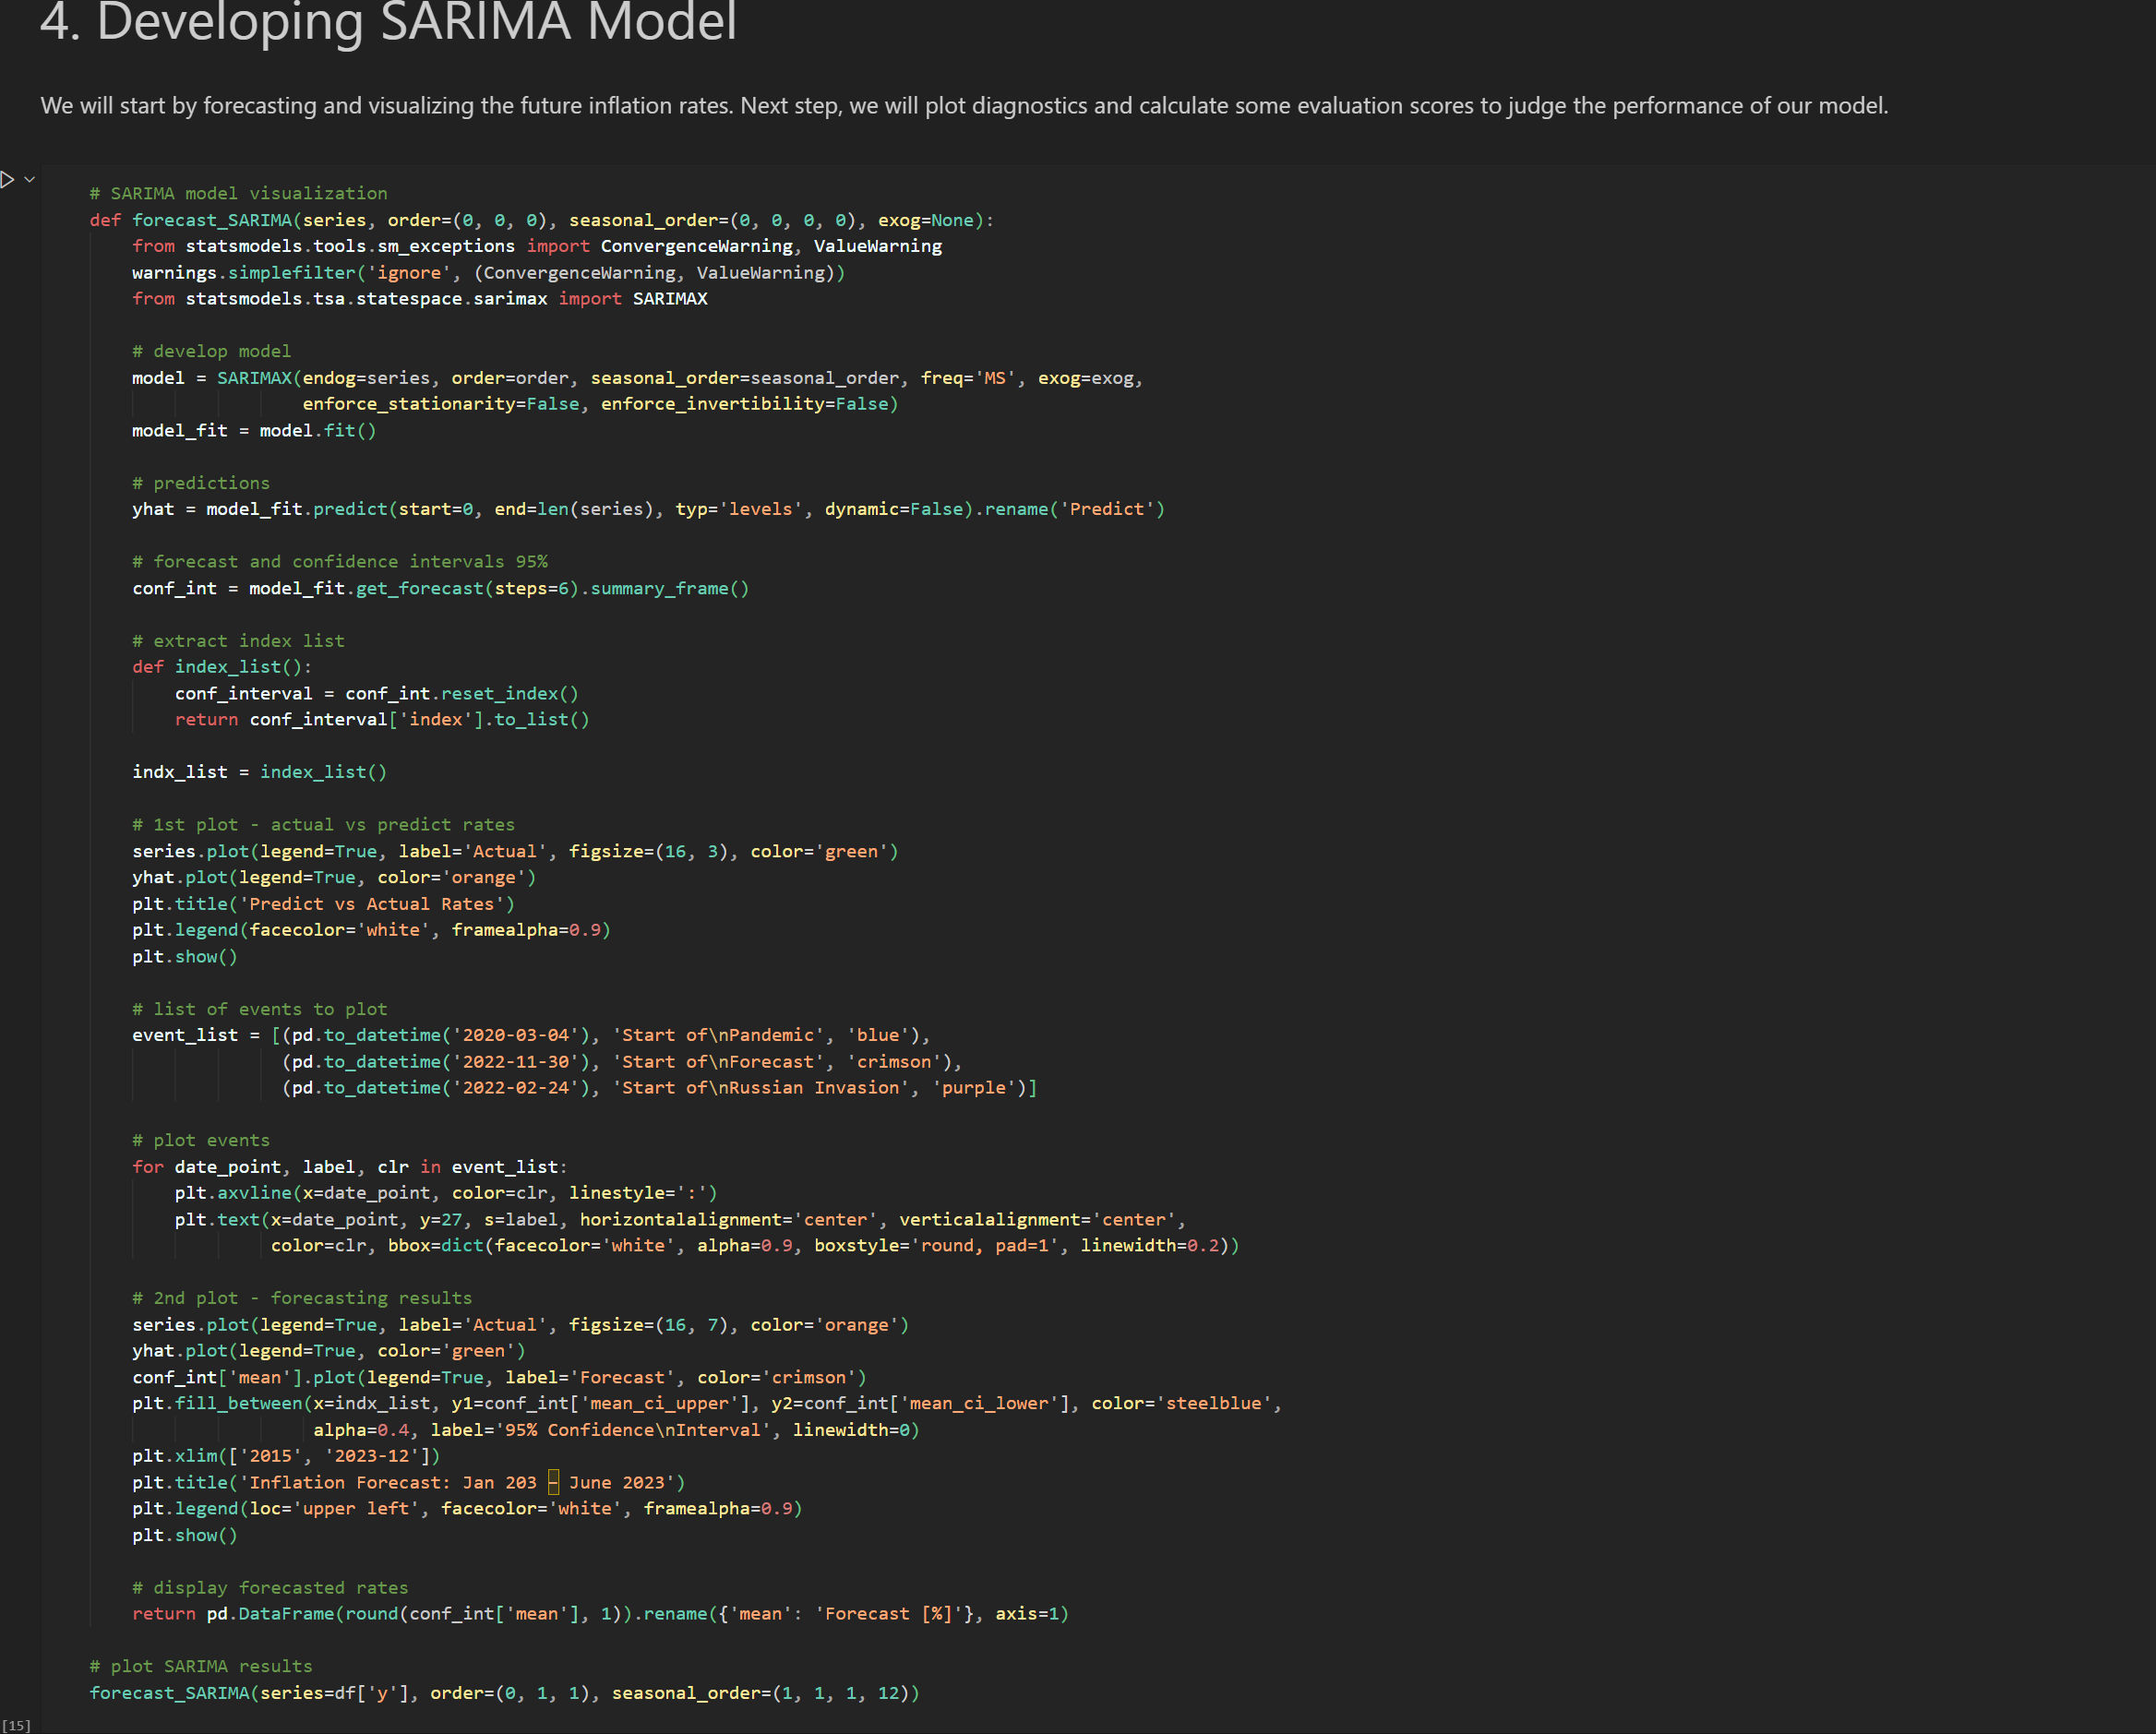 4. Developing SARIMA Model
We will start by forecasting and visualizing the future inflation rates. Next step, we will plot diagnostics and calculate some evaluation scores to judge the performance of our model.
# SARIMA model visualization
def forecast_SARIMA(series, order=(0, 0, 0), seasonal_order=(0, 0, 0, 0), exog=None):
    from statsmodels.tools.sm_exceptions import ConvergenceWarning, ValueWarning
    warnings.simplefilter('ignore', (ConvergenceWarning, ValueWarning))
    from statsmodels.tsa.statespace.sarimax import SARIMAX
    # develop model
    model = SARIMAX(endog=series, order=order, seasonal_order=seasonal_order, freq='MS', exog=exog,
                    enforce_stationarity=False, enforce_invertibility=False)
    model_fit = model.fit()
    # predictions
    yhat = model_fit.predict(start=0, end=len(series), typ='levels', dynamic=False).rename('Predict')
    # forecast and confidence intervals 95%
    conf_int = model_fit.get_forecast(steps=6).summary_frame()
    # extract index list
    def index_list():
        conf_interval = conf_int.reset_index()
        return conf_interval['index'].to_list()
    indx_list = index_list()
    # 1st plot - actual vs predict rates
    series.plot(legend=True, label='Actual', figsize=(16, 3), color='green')
    yhat.plot(legend=True, color='orange')
    plt.title('Predict vs Actual Rates')
    plt.legend(facecolor='white', framealpha=0.9)
    plt.show()
    # list of events to plot
    event_list = [(pd.to_datetime('2020-03-04'), 'Start of\nPandemic', 'blue'),
                  (pd.to_datetime('2022-11-30'), 'Start of\nForecast', 'crimson'),
                  (pd.to_datetime('2022-02-24'), 'Start of\nRussian Invasion', 'purple')]
    # plot events
    for date_point, label, clr in event_list:
        plt.axvline(x=date_point, color=clr, linestyle=':')
        plt.text(x=date_point, y=27, s=label, horizontalalignment='center', verticalalignment='center',
                 color=clr, bbox=dict(facecolor='white', alpha=0.9, boxstyle='round, pad=1', linewidth=0.2))
    # 2nd plot - forecasting results
    series.plot(legend=True, label='Actual', figsize=(16, 7), color='orange')
    yhat.plot(legend=True, color='green')
    conf_int['mean'].plot(legend=True, label='Forecast', color='crimson')
    plt.fill_between(x=indx_list, y1=conf_int['mean_ci_upper'], y2=conf_int['mean_ci_lower'], color='steelblue',
                     alpha=0.4, label='95% Confidence\nInterval', linewidth=0)
    plt.xlim(['2015', '2023-12'])
    plt.title('Inflation Forecast: Jan 203 – June 2023')
    plt.legend(loc='upper left', facecolor='white', framealpha=0.9)
    plt.show()
    # display forecasted rates
    return pd.DataFrame(round(conf_int['mean'], 1)).rename({'mean': 'Forecast [%]'}, axis=1)
# plot SARIMA results
forecast_SARIMA(series=df['y'], order=(0, 1, 1), seasonal_order=(1, 1, 1, 12))
[15]